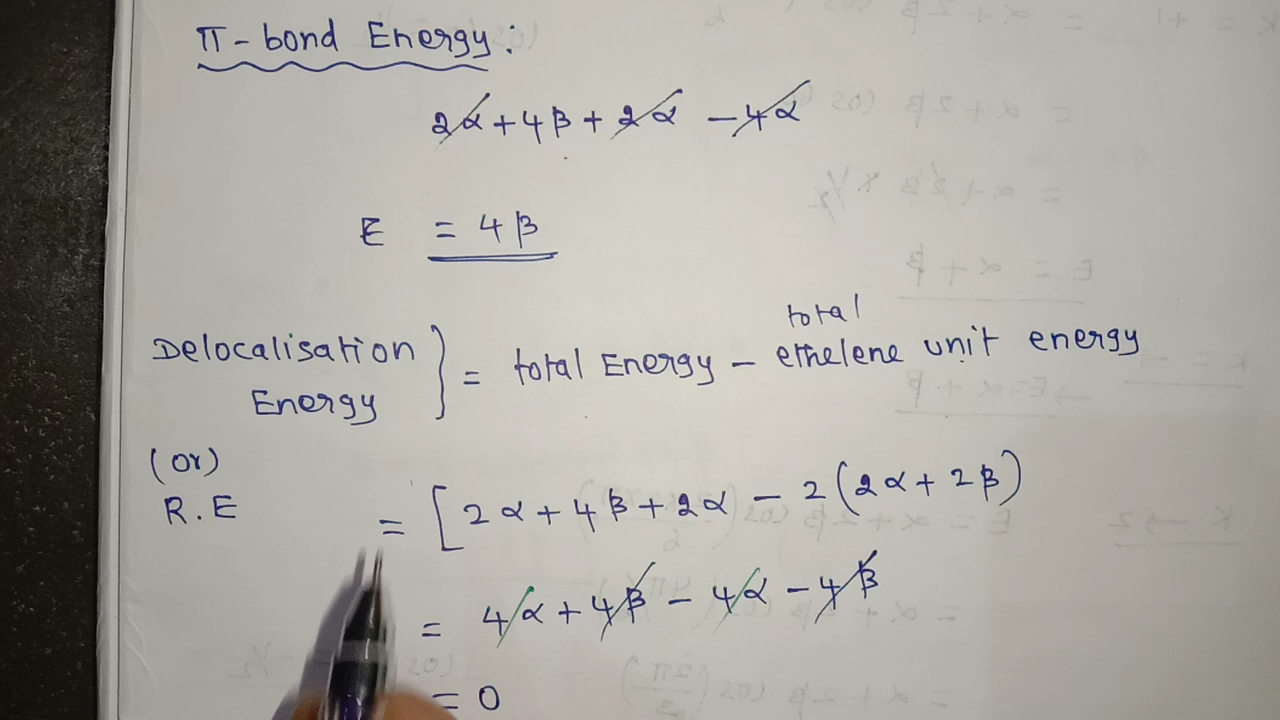 π-bond Energy:
2α+4β+2α -4α
E = 4β
Delocalisation Energy } = total Energy - total ethelene unit energy
(or)
R.E
= [2α+4β+2α - 2(2α+2β)
= 4α+4β-4α-4β
= 0